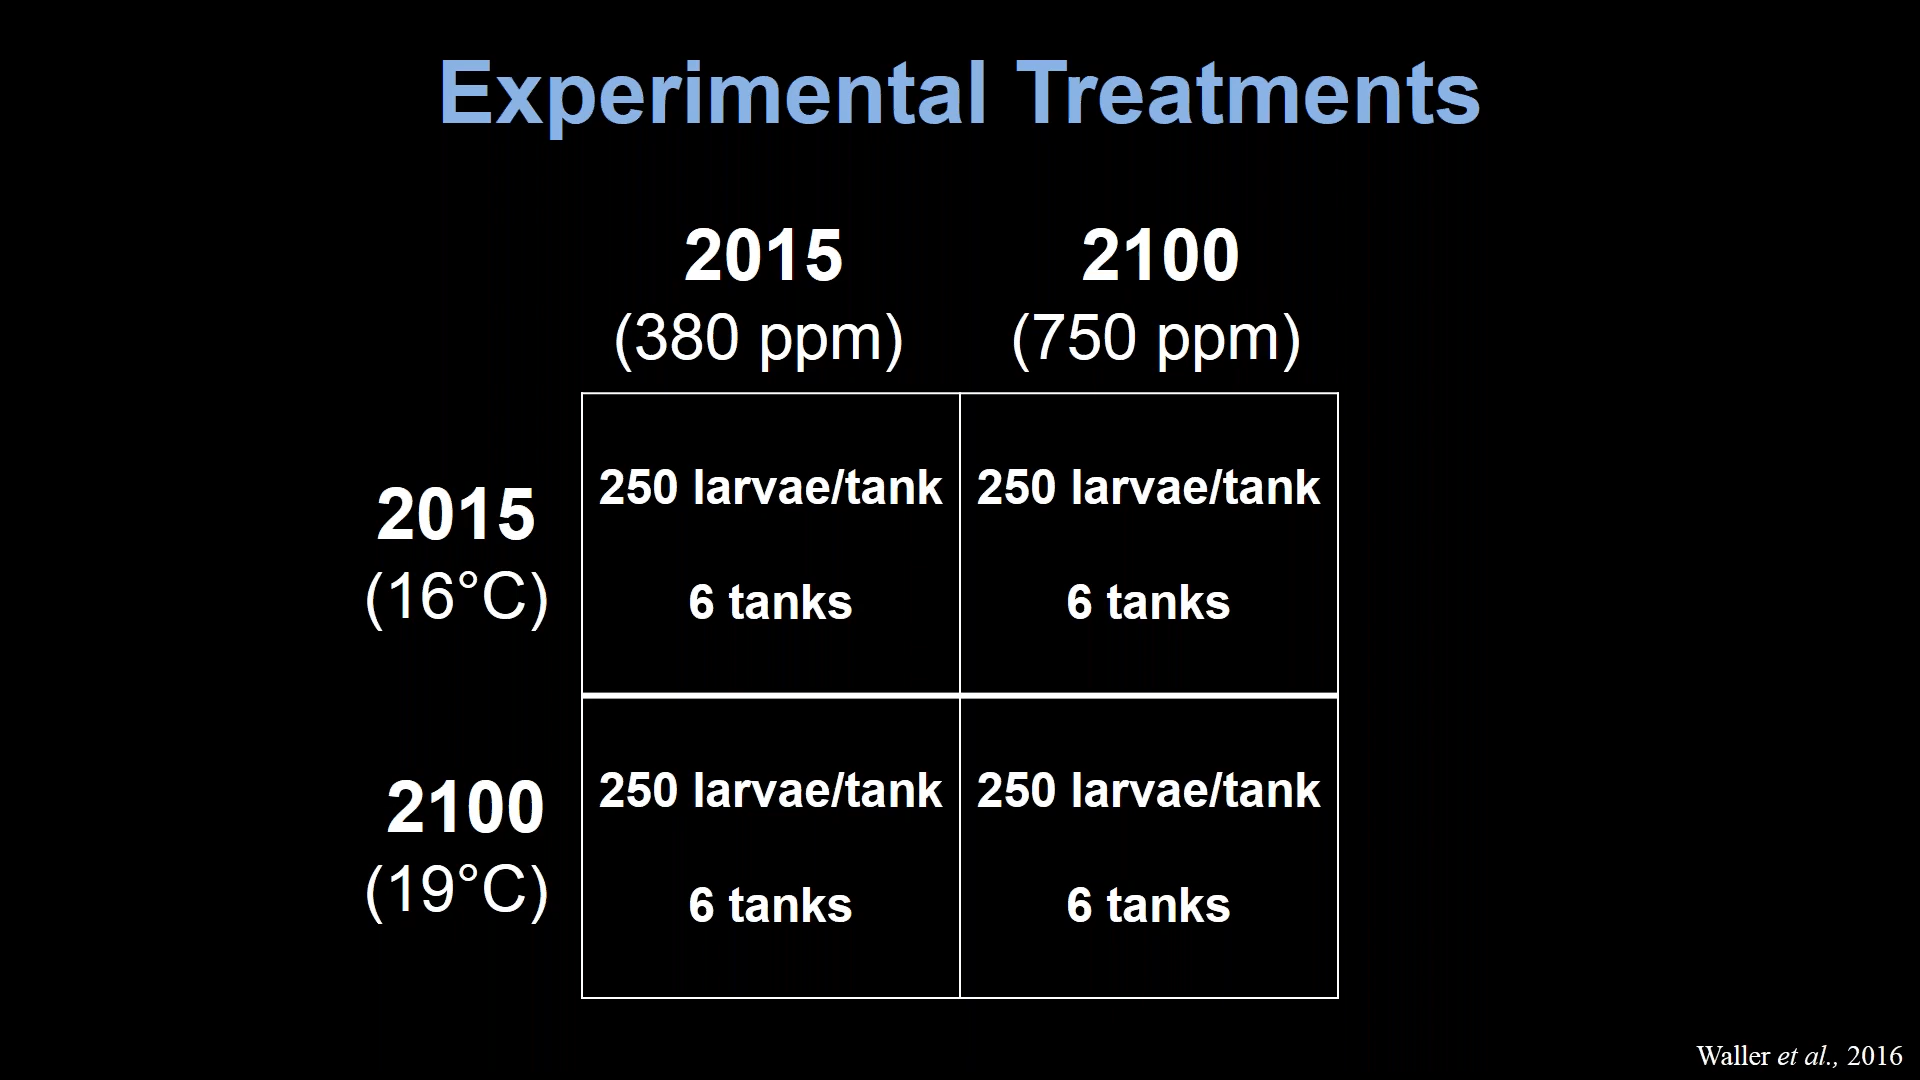 Experimental Treatments
2015 2100
(380 ppm) (750 ppm)
2015
(16°C)
250 larvae/tank 250 larvae/tank
6 tanks 6 tanks
2100
(19°C)
250 larvae/tank 250 larvae/tank
6 tanks 6 tanks
Waller et al., 2016